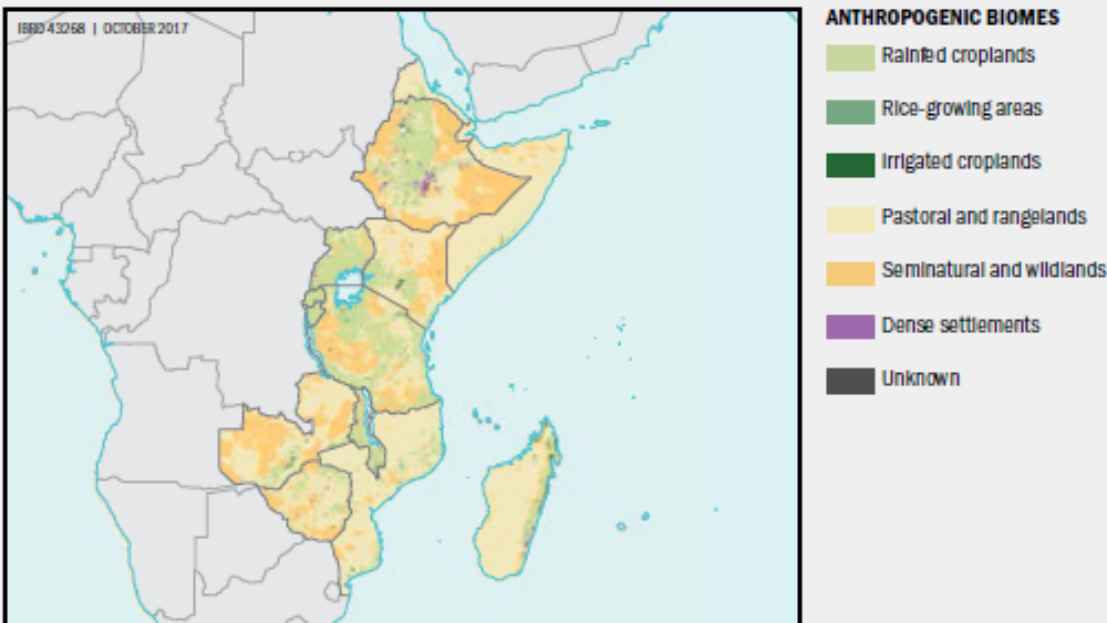 IBRD 43268 | OCTOBER 2017
ANTHROPOGENIC BIOMES
Rainfed croplands
Rice-growing areas
Irrigated croplands
Pastoral and rangelands
Seminatural and wildlands
Dense settlements
Unknown